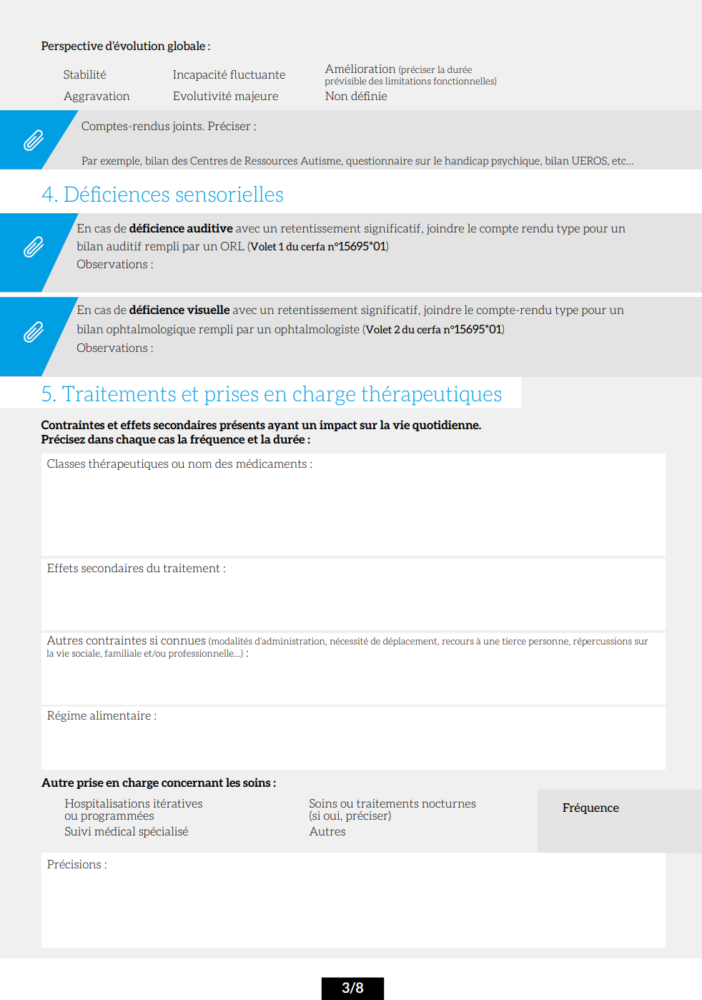 Perspective d'évolution globale :
Stabilité
Incapacité fluctuante
Amélioration (préciser la durée
prévisible des limitations fonctionnelles)
Aggravation
Evolutivité majeure
Non définie
Comptes-rendus joints. Préciser :
Par exemple, bilan des Centres de Ressources Autisme, questionnaire sur le handicap psychique, bilan UEROS, etc...
4. Déficiences sensorielles
En cas de déficience auditive avec un retentissement significatif, joindre le compte rendu type pour un
bilan auditif rempli par un ORL (Volet 1 du cerfa n°15695*01)
Observations :
En cas de déficience visuelle avec un retentissement significatif, joindre le compte-rendu type pour un
bilan ophtalmologique rempli par un ophtalmologiste (Volet 2 du cerfa n°15695*01)
Observations :
5. Traitements et prises en charge thérapeutiques
Contraintes et effets secondaires présents ayant un impact sur la vie quotidienne.
Précisez dans chaque cas la fréquence et la durée :
Classes thérapeutiques ou nom des médicaments :
Effets secondaires du traitement :
Autres contraintes si connues (modalités d'administration, nécessité de déplacement, recours à une tierce personne, répercussions sur
la vie sociale, familiale et/ou professionnelle...) :
Régime alimentaire :
Autre prise en charge concernant les soins :
Hospitalisations itératives
ou programmées
Soins ou traitements nocturnes
(si oui, préciser)
Fréquence
Suivi médical spécialisé
Autres
Précisions :
3/8